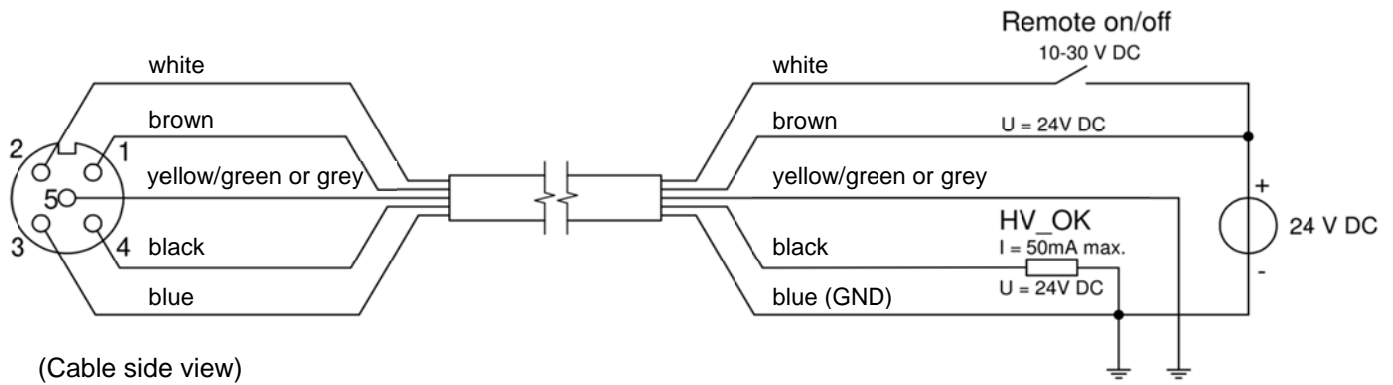 Remote on/off
10-30 V DC
white
white
brown
brown
U = 24V DC
2
1
yellow/green or grey
yellow/green or grey
5
+
24 V DC
-
HV_OK
I = 50mA max.
U = 24V DC
3
4
black
black
blue
blue (GND)
(Cable side view)